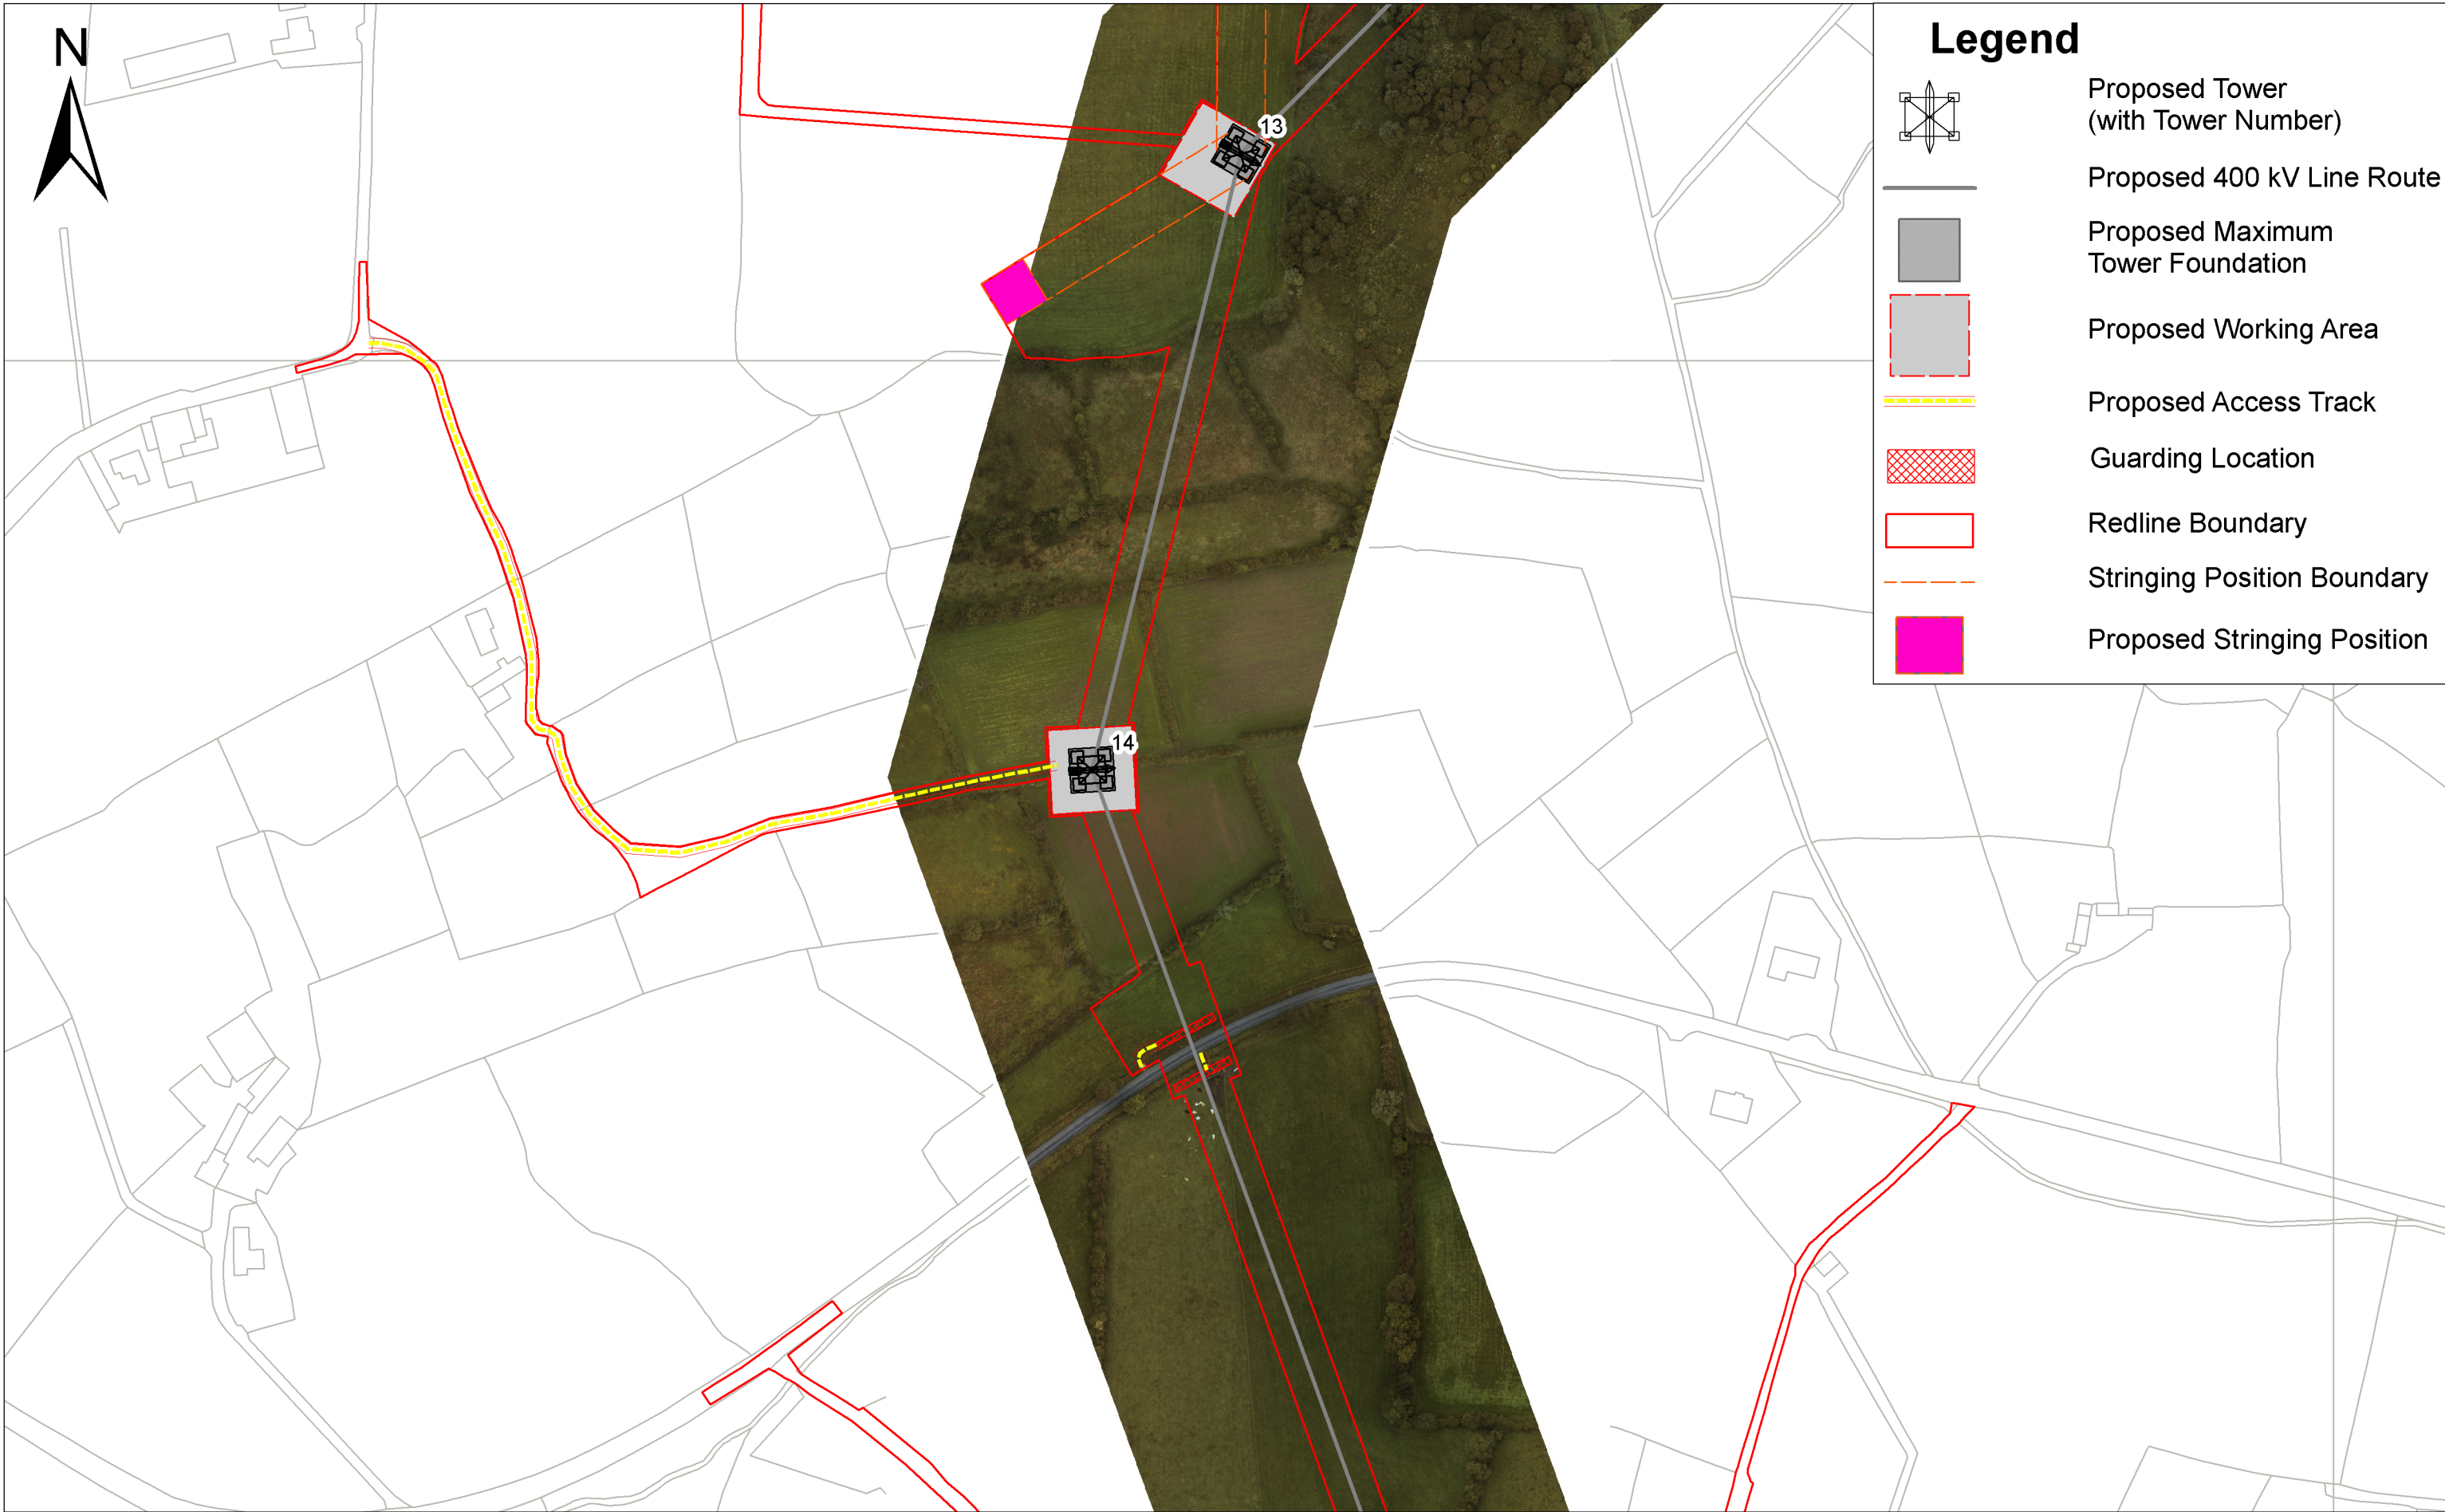 N
Legend
Proposed Tower
(with Tower Number)
Proposed 400 kV Line Route
Proposed Maximum
Tower Foundation
Proposed Working Area
Proposed Access Track
Guarding Location
Redline Boundary
Stringing Position Boundary
Proposed Stringing Position
13
14